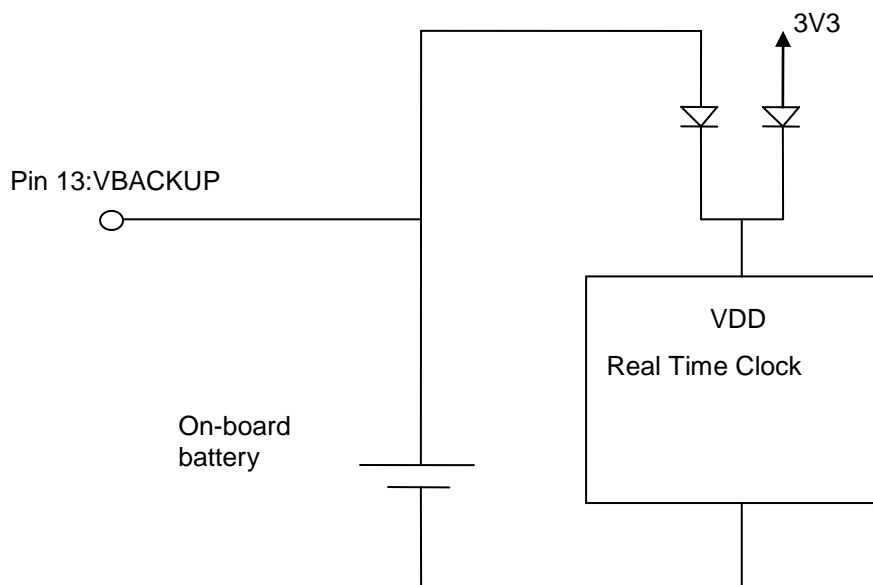 3V3
Pin 13:VBACKUP
VDD
Real Time Clock
On-board
battery